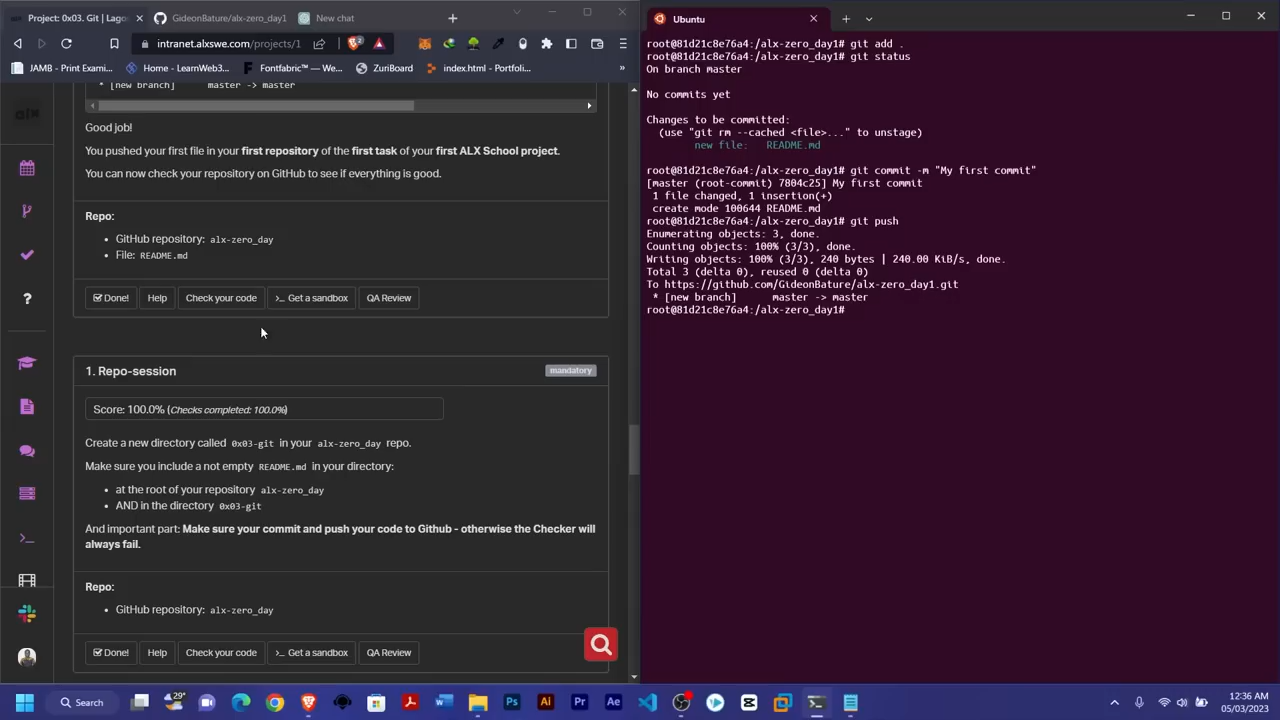 Project: 0x03. Git | Lago
GideonBature/alx-zero_day1
New chat
intranet.alxswe.com/projects/1
JAMB - Print Exami...
Home - LearnWeb3...
Fontfabric™ — We...
ZuriBoard
index.html - Portfolio...
»
* [new branch]      master -> master
Good job!
You pushed your first file in your first repository of the first task of your first ALX School project.
You can now check your repository on GitHub to see if everything is good.
Repo:
GitHub repository: alx-zero_day
File: README.md
Done!
Help
Check your code
>_ Get a sandbox
QA Review
1. Repo-session
mandatory
Score: 100.0% (Checks completed: 100.0%)
Create a new directory called 0x03-git in your alx-zero_day repo.
Make sure you include a not empty README.md in your directory:
at the root of your repository alx-zero_day
AND in the directory 0x03-git
And important part: Make sure your commit and push your code to Github - otherwise the Checker will
always fail.
Repo:
GitHub repository: alx-zero_day
Done!
Help
Check your code
>_ Get a sandbox
QA Review
Ubuntu
root@81d21c8e76a4:/alx-zero_day1# git add .
root@81d21c8e76a4:/alx-zero_day1# git status
On branch master
No commits yet
Changes to be committed:
(use "git rm --cached <file>..." to unstage)
new file:   README.md
root@81d21c8e76a4:/alx-zero_day1# git commit -m "My first commit"
[master (root-commit) 7804c25] My first commit
1 file changed, 1 insertion(+)
create mode 100644 README.md
root@81d21c8e76a4:/alx-zero_day1# git push
Enumerating objects: 3, done.
Counting objects: 100% (3/3), done.
Writing objects: 100% (3/3), 240 bytes | 240.00 KiB/s, done.
Total 3 (delta 0), reused 0 (delta 0)
To https://github.com/GideonBature/alx-zero_day1.git
* [new branch]      master -> master
root@81d21c8e76a4:/alx-zero_day1#
Search
29°
Ps
Ai
Pr
Ae
12:36 AM
05/03/2023